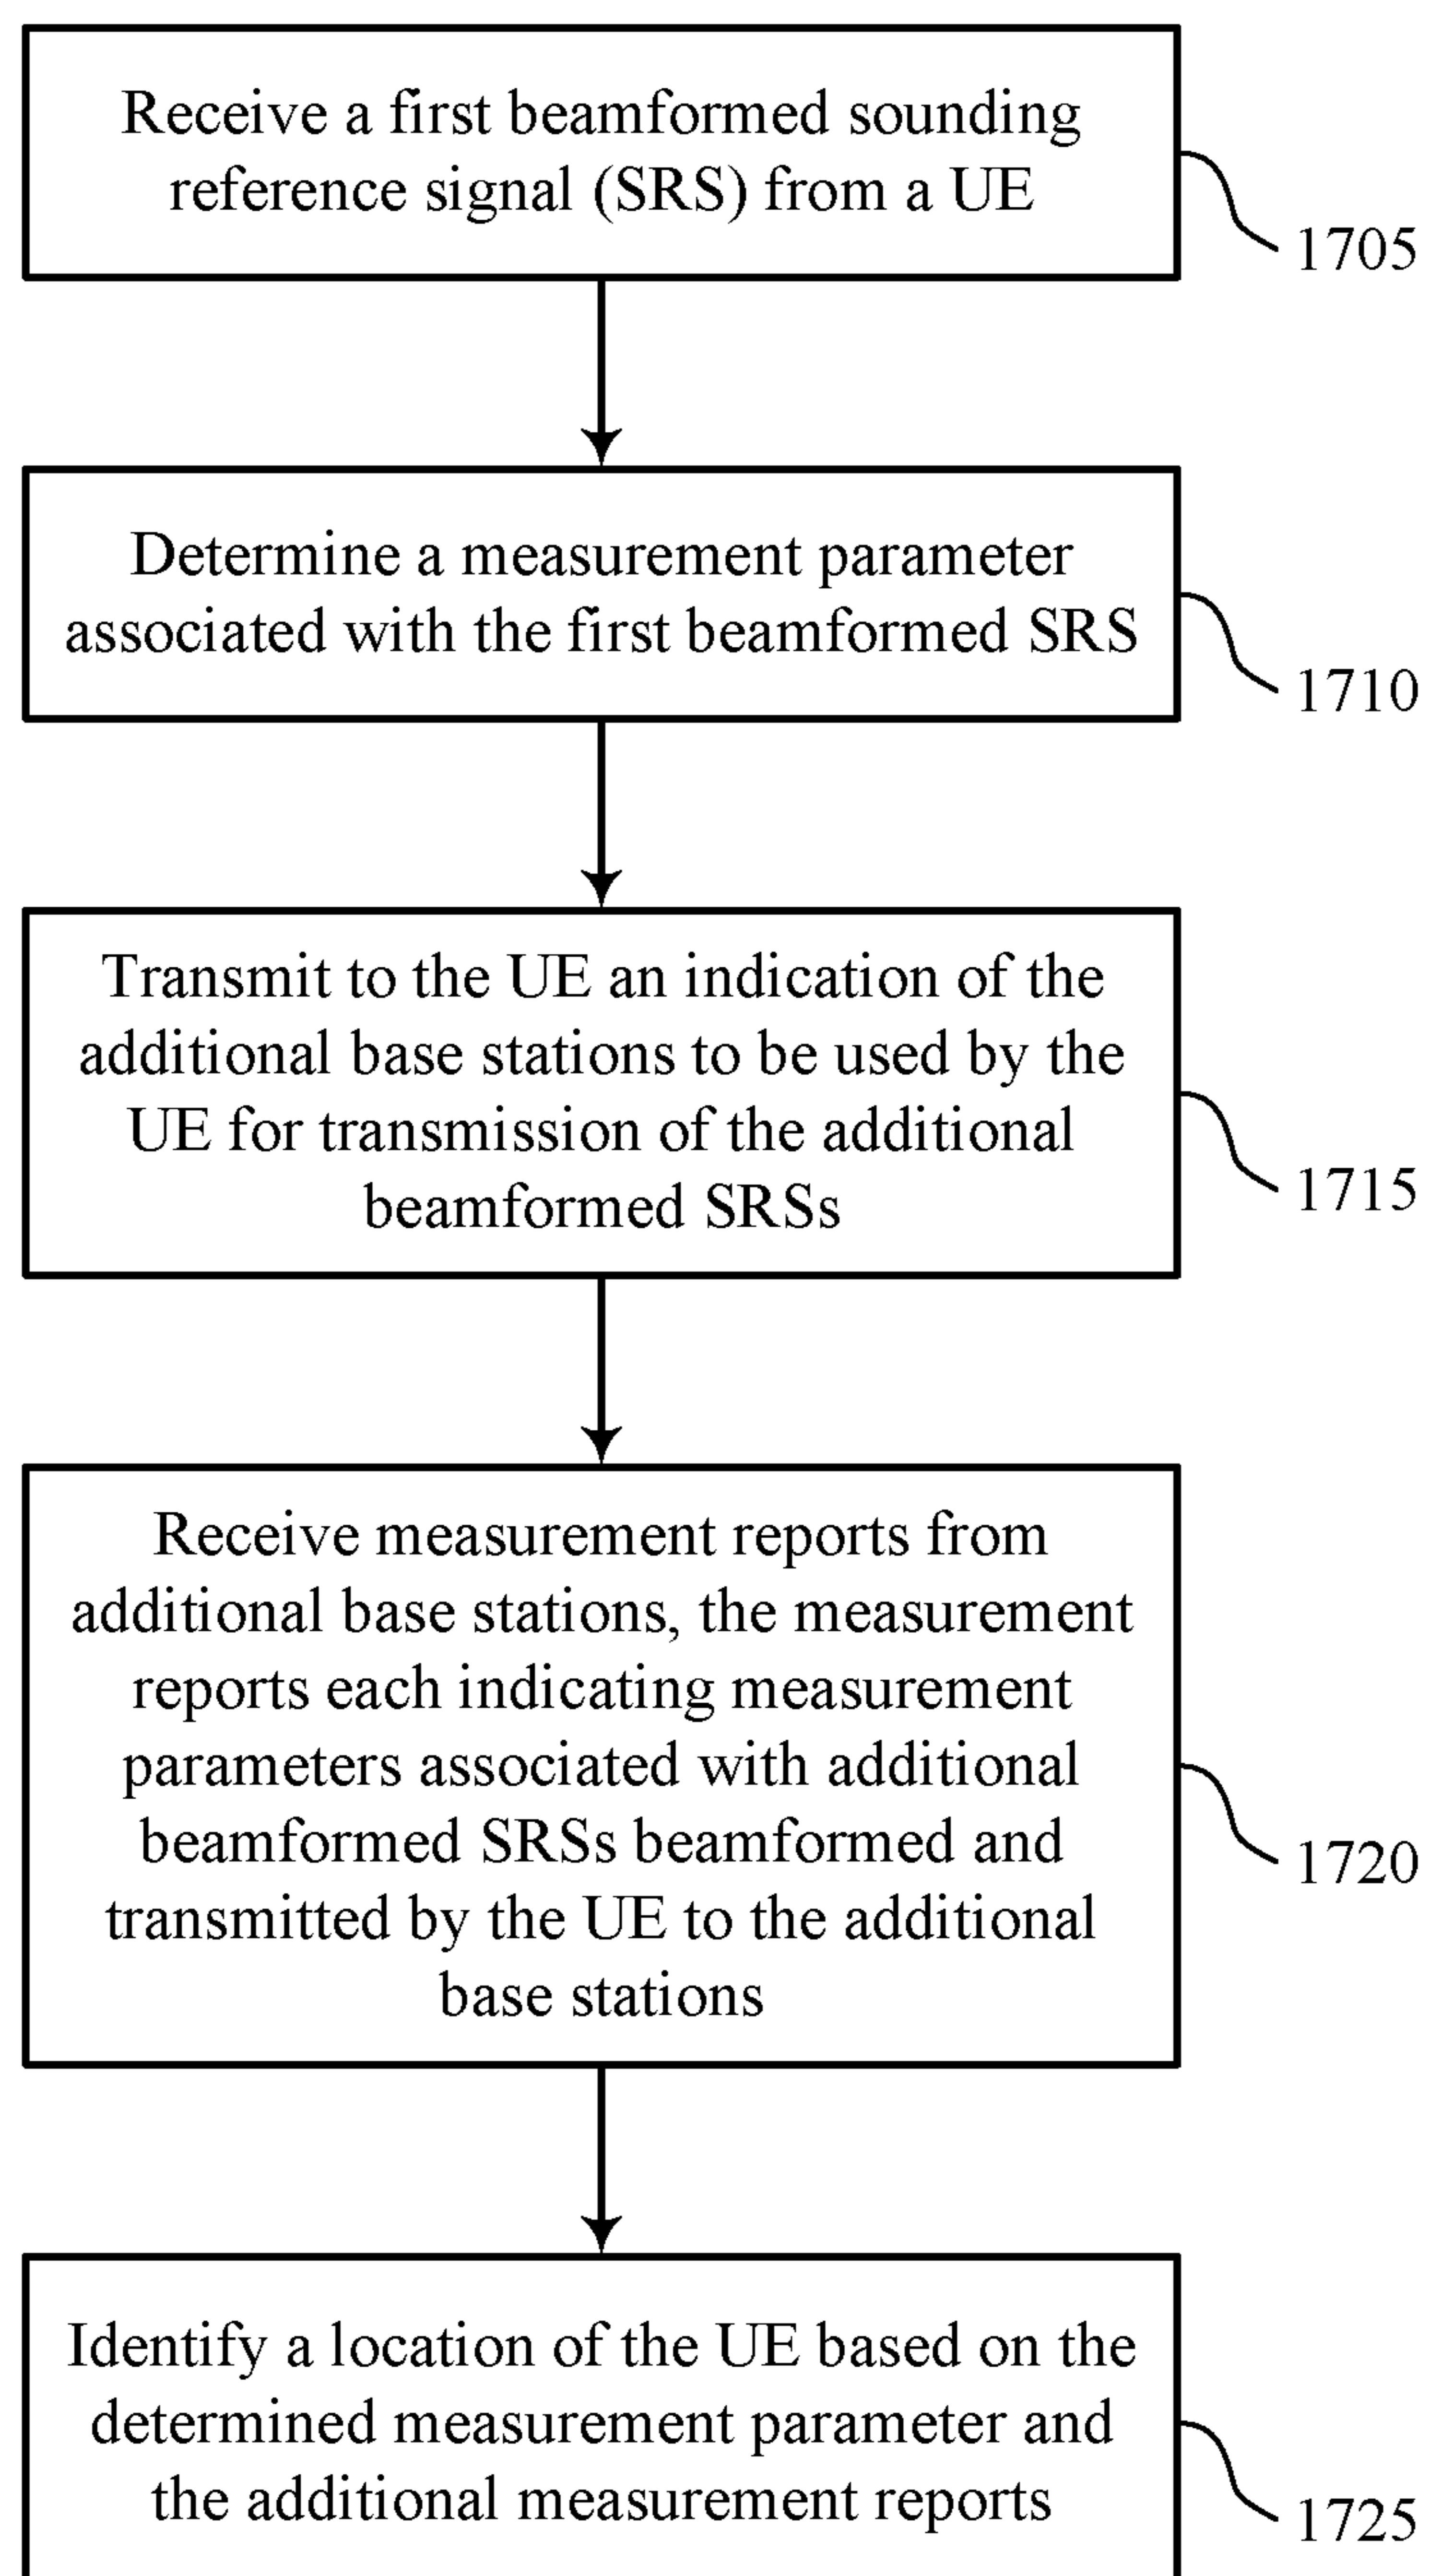 Receive a first beamformed sounding
reference signal (SRS) from a UE
1705
Determine a measurement parameter
associated with the first beamformed SRS
1710
Transmit to the UE an indication of the
additional base stations to be used by the
UE for transmission of the additional
beamformed SRSs
1715
Receive measurement reports from
additional base stations, the measurement
reports each indicating measurement
parameters associated with additional
beamformed SRSs beamformed and
transmitted by the UE to the additional
base stations
1720
Identify a location of the UE based on the
determined measurement parameter and
the additional measurement reports
1725